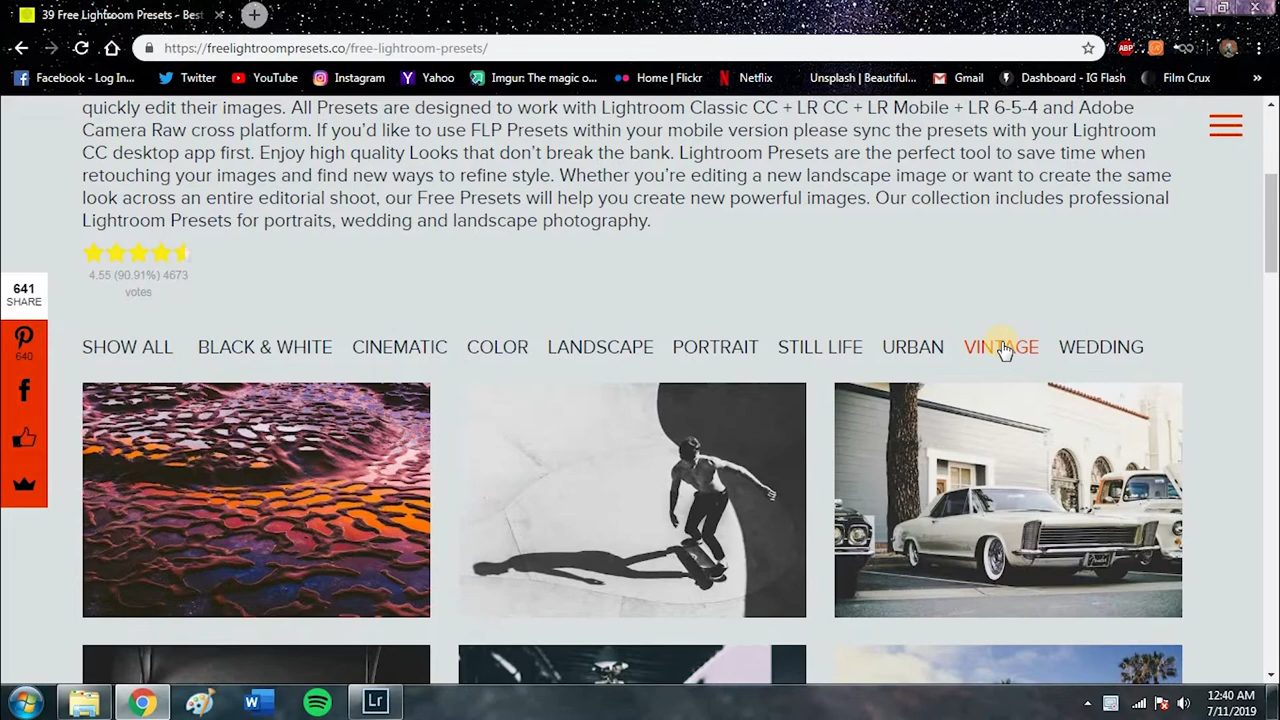 39 Free Lightroom Presets - Best
https://freelightroompresets.co/free-lightroom-presets/
ABP
Facebook - Log In...
Twitter
YouTube
Instagram
Yahoo
Imgur: The magic o...
Home | Flickr
Netflix
Unsplash | Beautiful...
Gmail
Dashboard - IG Flash
Film Crux
»
quickly edit their images. All Presets are designed to work with Lightroom Classic CC + LR CC + LR Mobile + LR 6-5-4 and Adobe
Camera Raw cross platform. If you'd like to use FLP Presets within your mobile version please sync the presets with your Lightroom
CC desktop app first. Enjoy high quality Looks that don't break the bank. Lightroom Presets are the perfect tool to save time when
retouching your images and find new ways to refine style. Whether you're editing a new landscape image or want to create the same
look across an entire editorial shoot, our Free Presets will help you create new powerful images. Our collection includes professional
Lightroom Presets for portraits, wedding and landscape photography.
4.55 (90.91%) 4673
votes
641
SHARE
640
SHOW ALL BLACK & WHITE CINEMATIC COLOR LANDSCAPE PORTRAIT STILL LIFE URBAN VINTAGE WEDDING
W
Lr
12:40 AM
7/11/2019